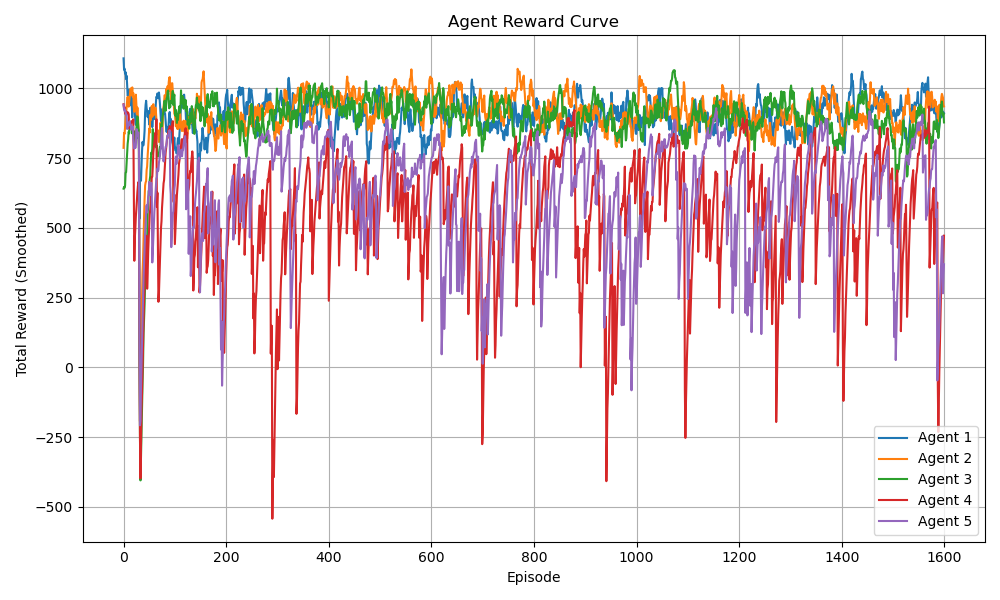 Agent Reward Curve
Total Reward (Smoothed)
1000
750
500
250
0
−250
−500
0 200 400 600 800 1000 1200 1400 1600
Episode
Agent 1
Agent 2
Agent 3
Agent 4
Agent 5